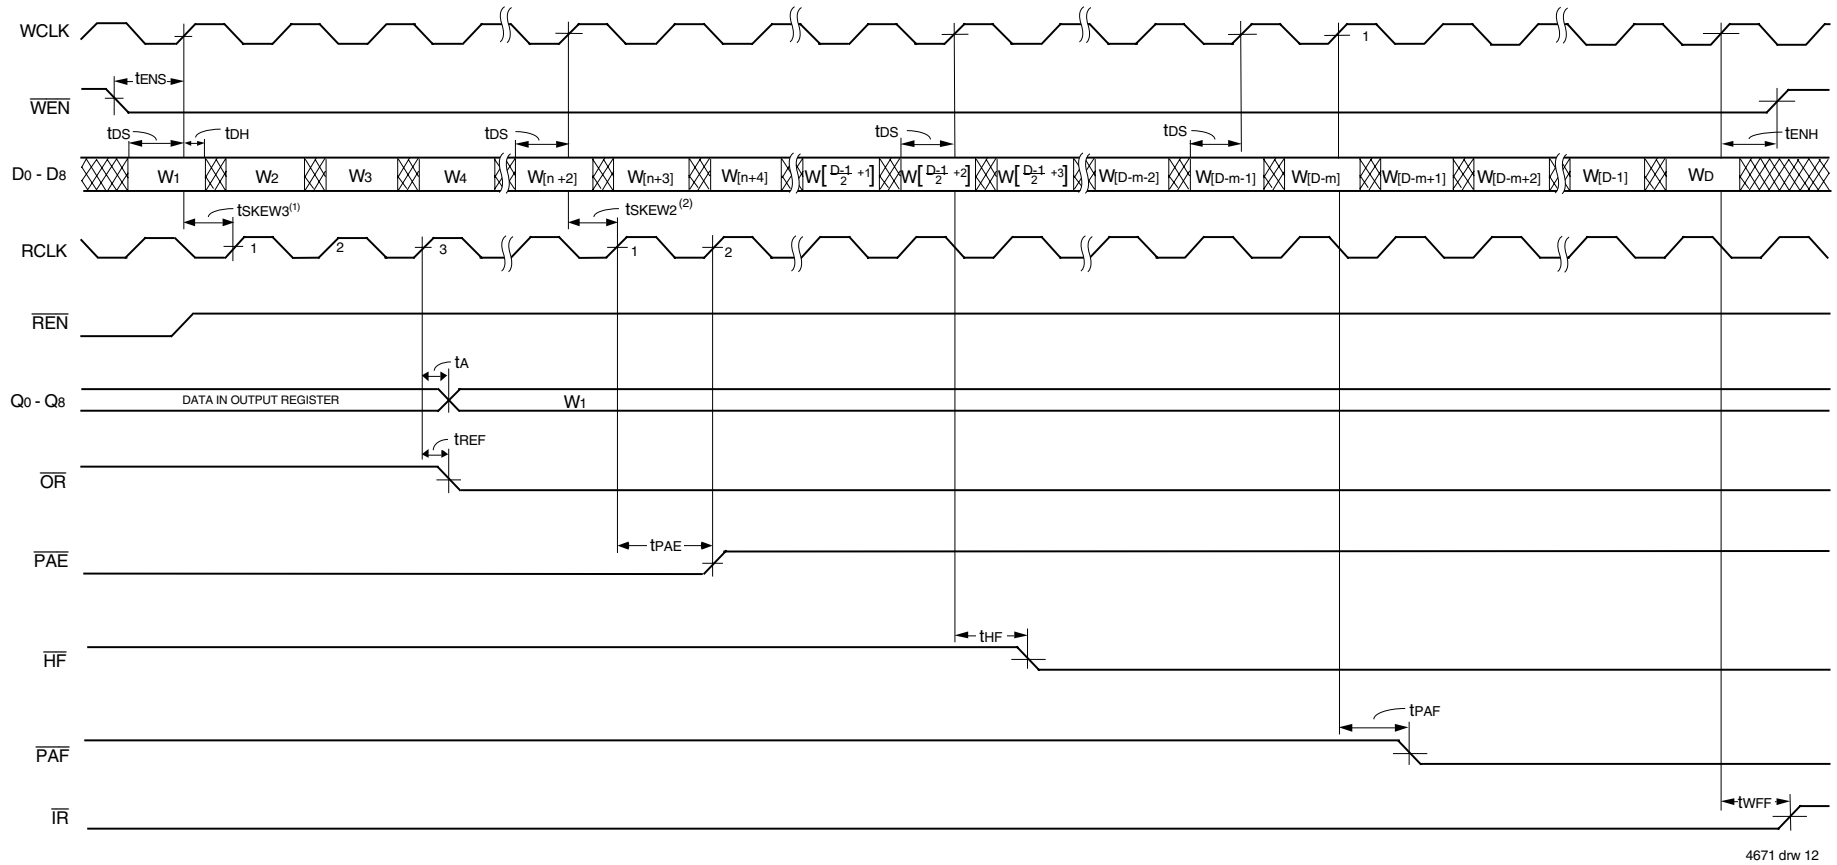 WCLK 1
tENS
WEN
tDS tDH tDS tDS tDS tENH
D0 - D8 W1 W2 W3 W4 W[n +2] W[n+3] W[n+4] W[D-1/2 +1] W[D-1/2 +2] W[D-1/2 +3] W[D-m-2] W[D-m-1] W[D-m] W[D-m+1] W[D-m+2] W[D-1] WD
tSKEW3(1) tSKEW2(2)
RCLK 1 2 3 1 2
REN
tA
Q0 - Q8 DATA IN OUTPUT REGISTER W1
tREF
OR
tPAE
PAE
tHF
HF
tPAF
PAF
tWFF
IR
4671 drw 12